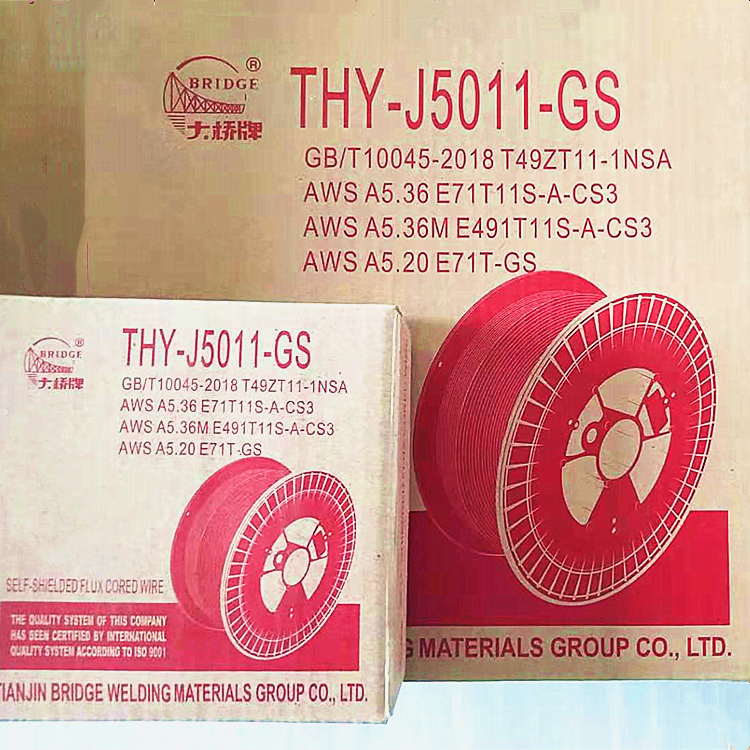 BRIDGE ®
大桥牌
THY-J5011-GS
GB/T10045-2018 T49ZT11-1NSA
AWS A5.36 E71T11S-A-CS3
AWS A5.36M E491T11S-A-CS3
AWS A5.20 E71T-GS
G MATERIALS GROUP CO., LTD.
BRIDGE ®
大桥牌
THY-J5011-GS
GB/T10045-2018 T49ZT11-1NSA
AWS A5.36 E71T11S-A-CS3
AWS A5.36M E491T11S-A-CS3
AWS A5.20 E71T-GS
SELF-SHIELDED FLUX CORED WIRE
THE QUALITY SYSTEM OF THIS COMPANY
HAS BEEN CERTIFIED BY INTERNATIONAL
QUALITY SYSTEM ACCORDING TO ISO 9001
TIANJIN BRIDGE WELDING MATERIALS GROUP CO., LTD.